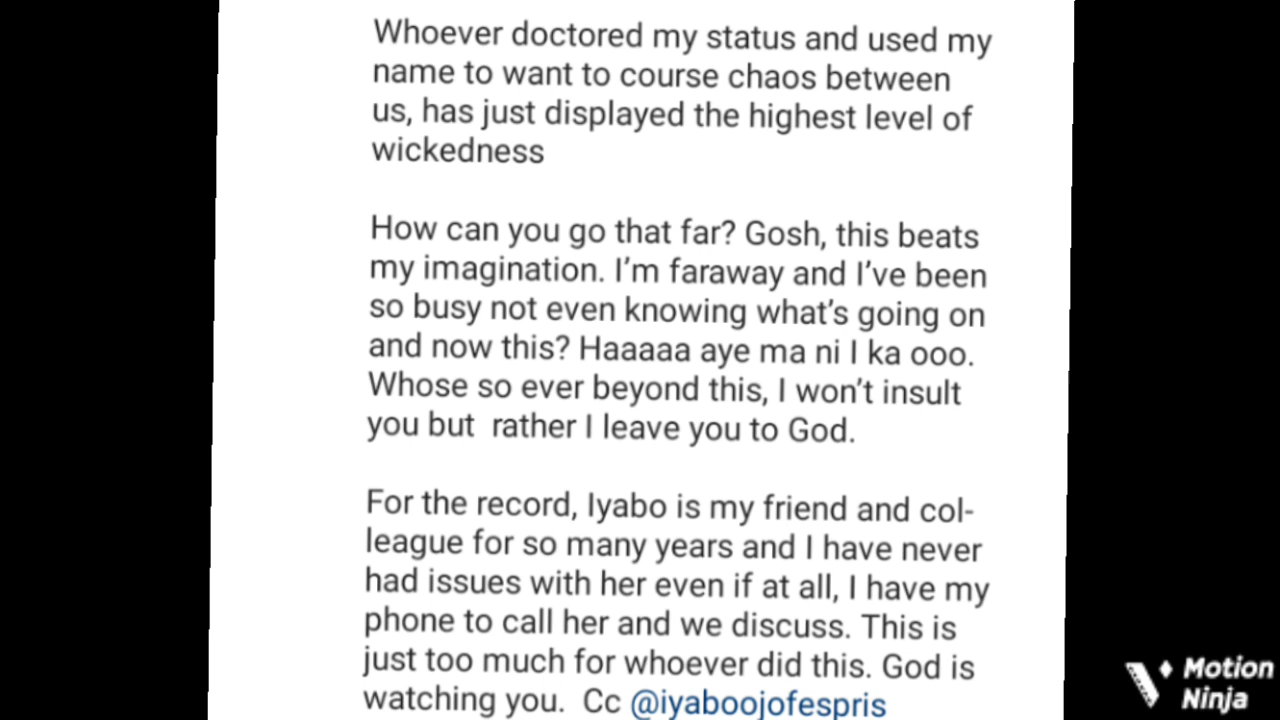 Whoever doctored my status and used my
name to want to course chaos between
us, has just displayed the highest level of
wickedness
How can you go that far? Gosh, this beats
my imagination. I'm faraway and I've been
so busy not even knowing what's going on
and now this? Haaaaa aye ma ni l ka ooo.
Whose so ever beyond this, I won't insult
you but  rather I leave you to God.
For the record, Iyabo is my friend and col-
league for so many years and I have never
had issues with her even if at all, I have my
phone to call her and we discuss. This is
just too much for whoever did this. God is
watching you.  Cc @iyaboojofespris
Motion
Ninja